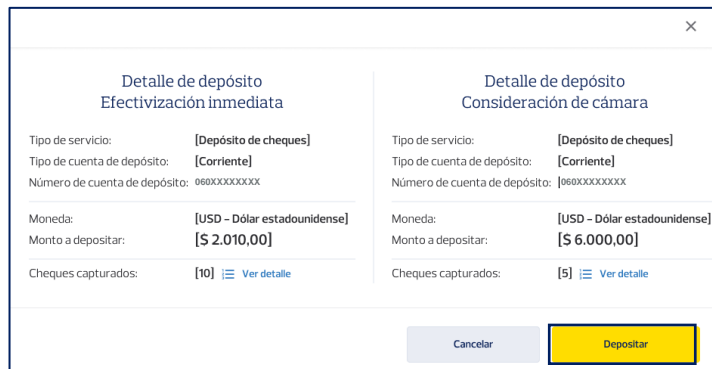 Detalle de depósito
Efectivización inmediata
Tipo de servicio: [Depósito de cheques]
Tipo de cuenta de depósito: [Corriente]
Número de cuenta de depósito: 060XXXXXXXX
Moneda: [USD – Dólar estadounidense]
Monto a depositar: [$ 2.010,00]
Cheques capturados: [10] Ver detalle
Detalle de depósito
Consideración de cámara
Tipo de servicio: [Depósito de cheques]
Tipo de cuenta de depósito: [Corriente]
Número de cuenta de depósito: |060XXXXXXXX
Moneda: [USD – Dólar estadounidense]
Monto a depositar: [$ 6.000,00]
Cheques capturados: [5] Ver detalle
Cancelar
Depositar